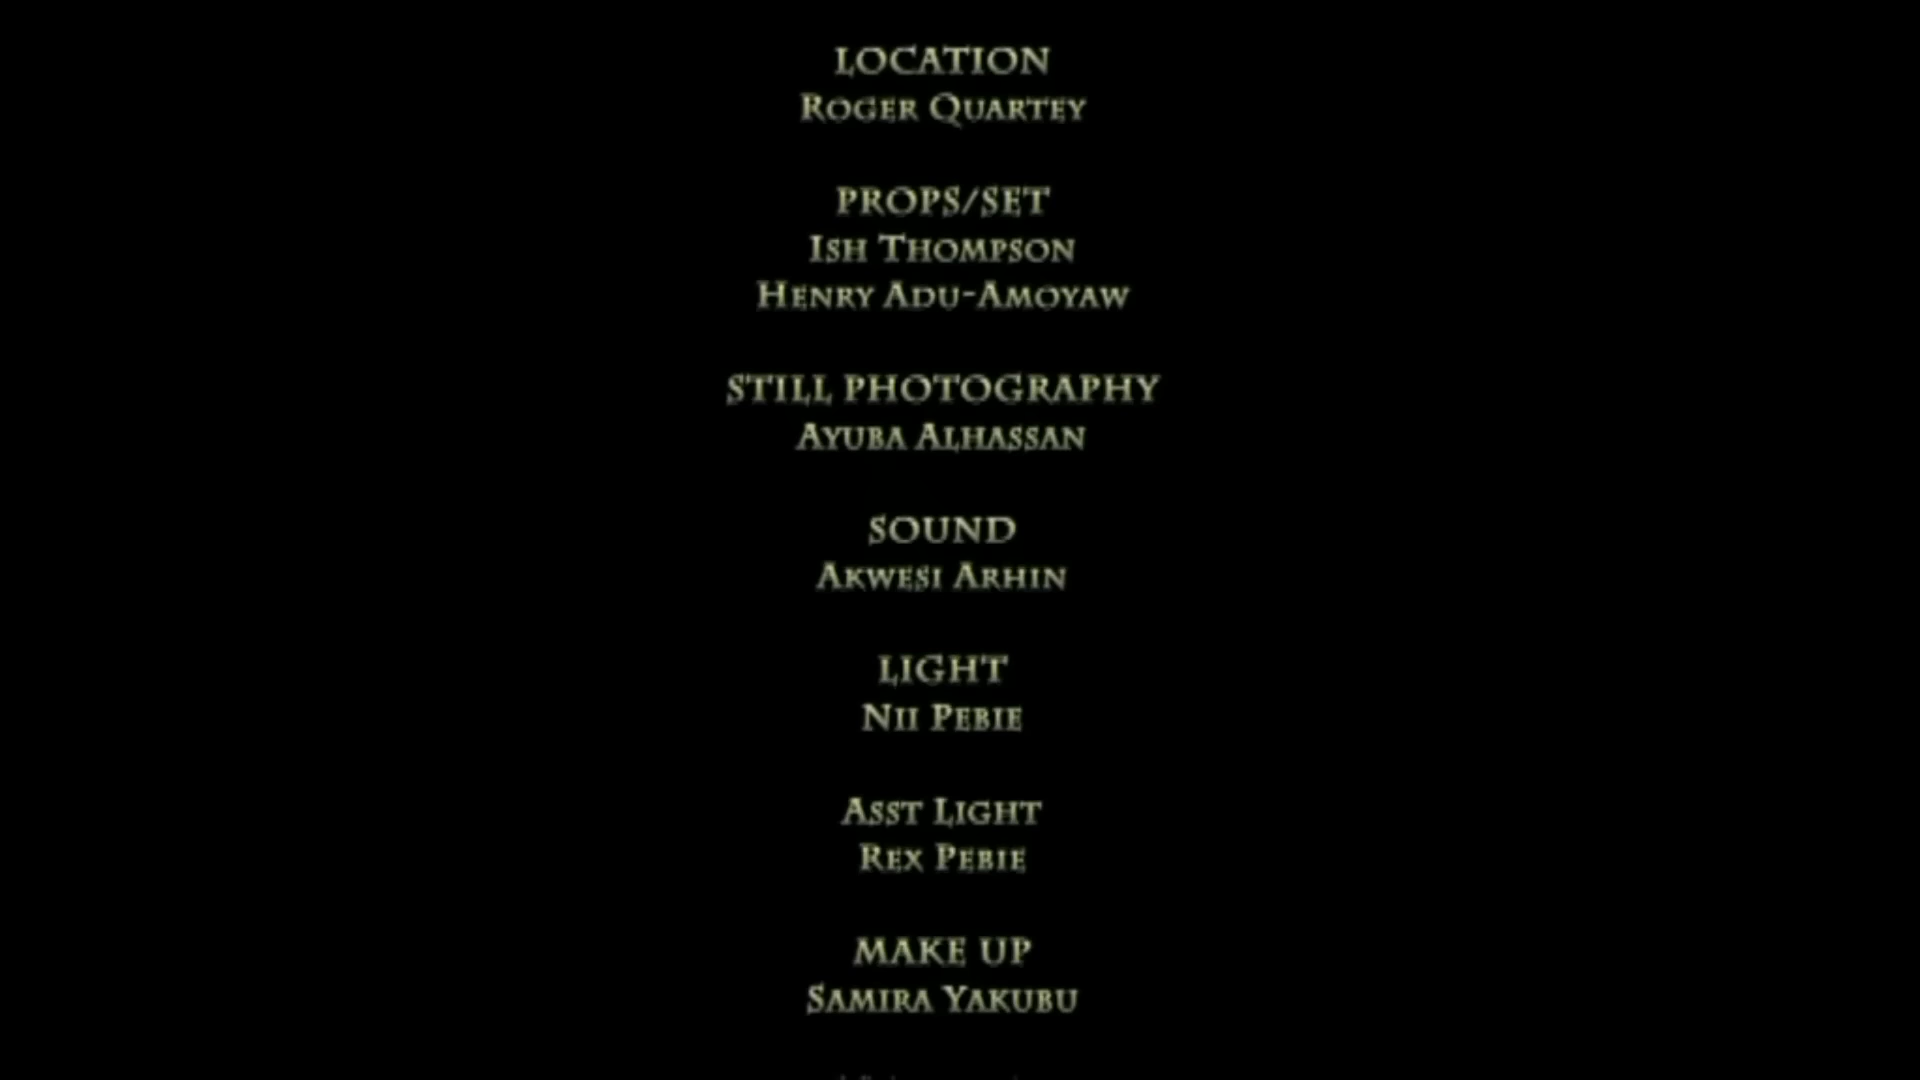 LOCATION
ROGER QUARTEY
PROPS/SET
ISH THOMPSON
HENRY ADU-AMOYAW
STILL PHOTOGRAPHY
AYUBA ALHASSAN
SOUND
AKWESI ARHIN
LIGHT
NII PEBIE
ASST LIGHT
REX PEBIE
MAKE UP
SAMIRA YAKUBU